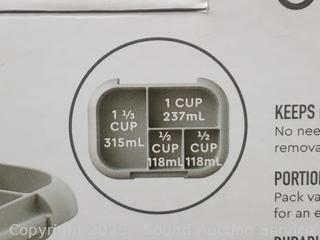 1 ⅓
CUP
315mL
1 CUP
237mL
½
CUP
118mL
½
CUP
118mL
KEEPS
No nee
remova
PORTIO
Pack va
for an e
Copyright 2025 - Sound Auction Service